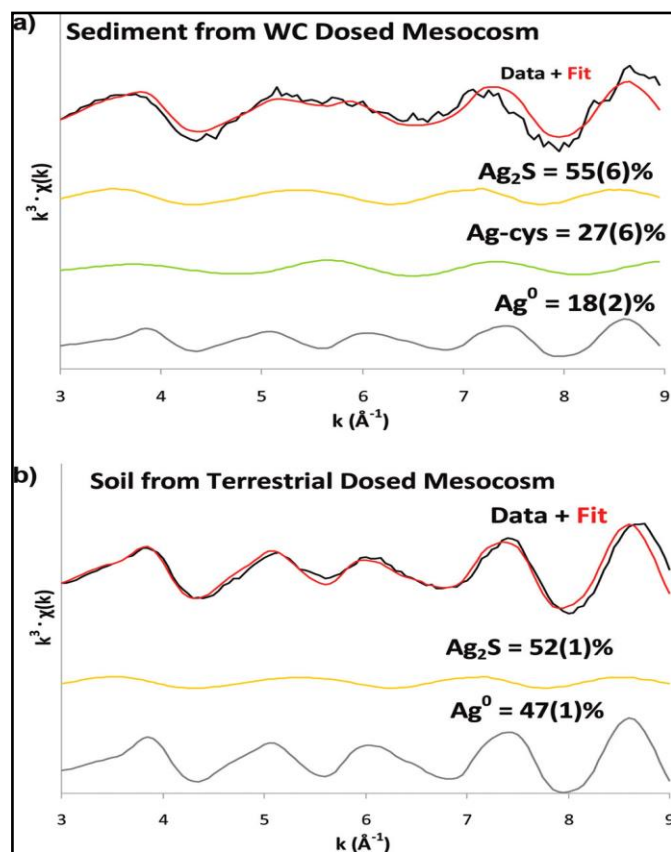 a) Sediment from WC Dosed Mesocosm
Data + Fit
k³·χ(k)
Ag₂S = 55(6)%
Ag-cys = 27(6)%
Ag⁰ = 18(2)%
3 4 5 6 7 8 9
k (Å⁻¹)
b) Soil from Terrestrial Dosed Mesocosm
Data + Fit
k³·χ(k)
Ag₂S = 52(1)%
Ag⁰ = 47(1)%
3 4 5 6 7 8 9
k (Å⁻¹)